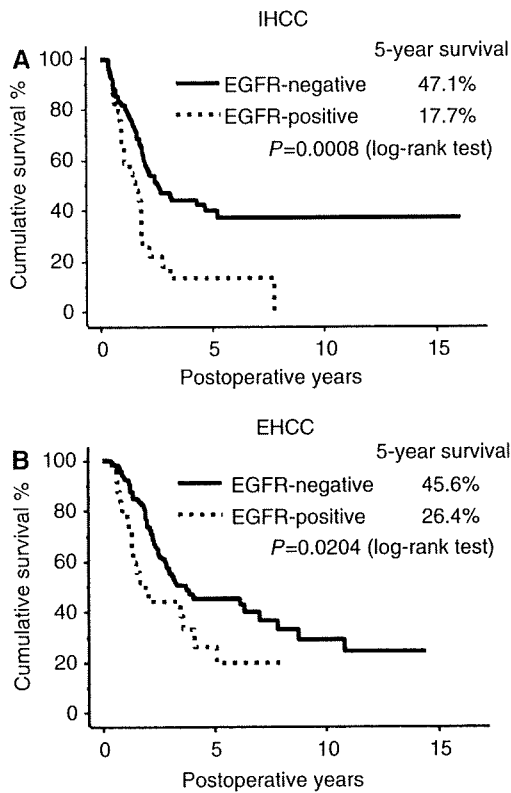 IHCC
A
5-year survival
EGFR-negative 47.1%
EGFR-positive 17.7%
P=0.0008 (log-rank test)
Cumulative survival %
100
80
60
40
20
0
0 5 10 15
Postoperative years
EHCC
B
5-year survival
EGFR-negative 45.6%
EGFR-positive 26.4%
P=0.0204 (log-rank test)
Cumulative survival %
100
80
60
40
20
0
0 5 10 15
Postoperative years